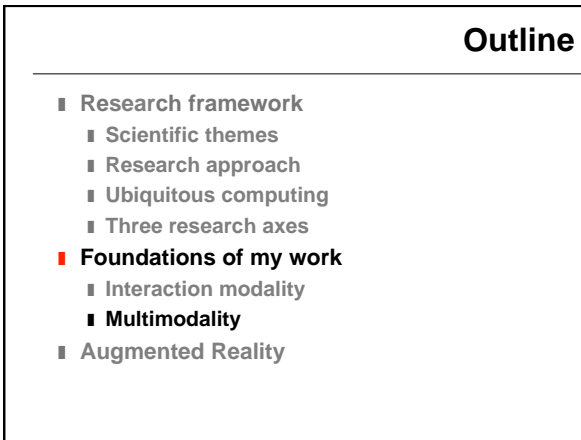 Outline
Research framework
Scientific themes
Research approach
Ubiquitous computing
Three research axes
Foundations of my work
Interaction modality
Multimodality
Augmented Reality